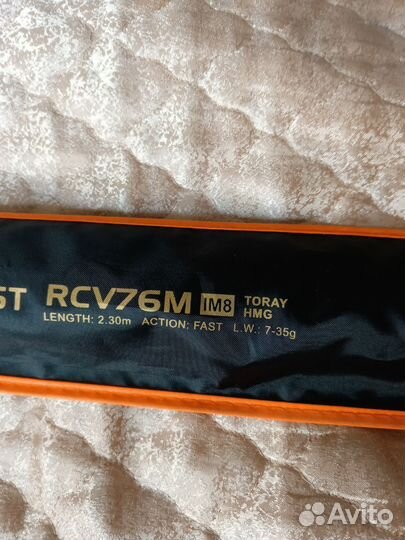 ST RCV76M IM8 TORAY HMG
LENGTH: 2.30m ACTION: FAST L.W.: 7-35g
Avito